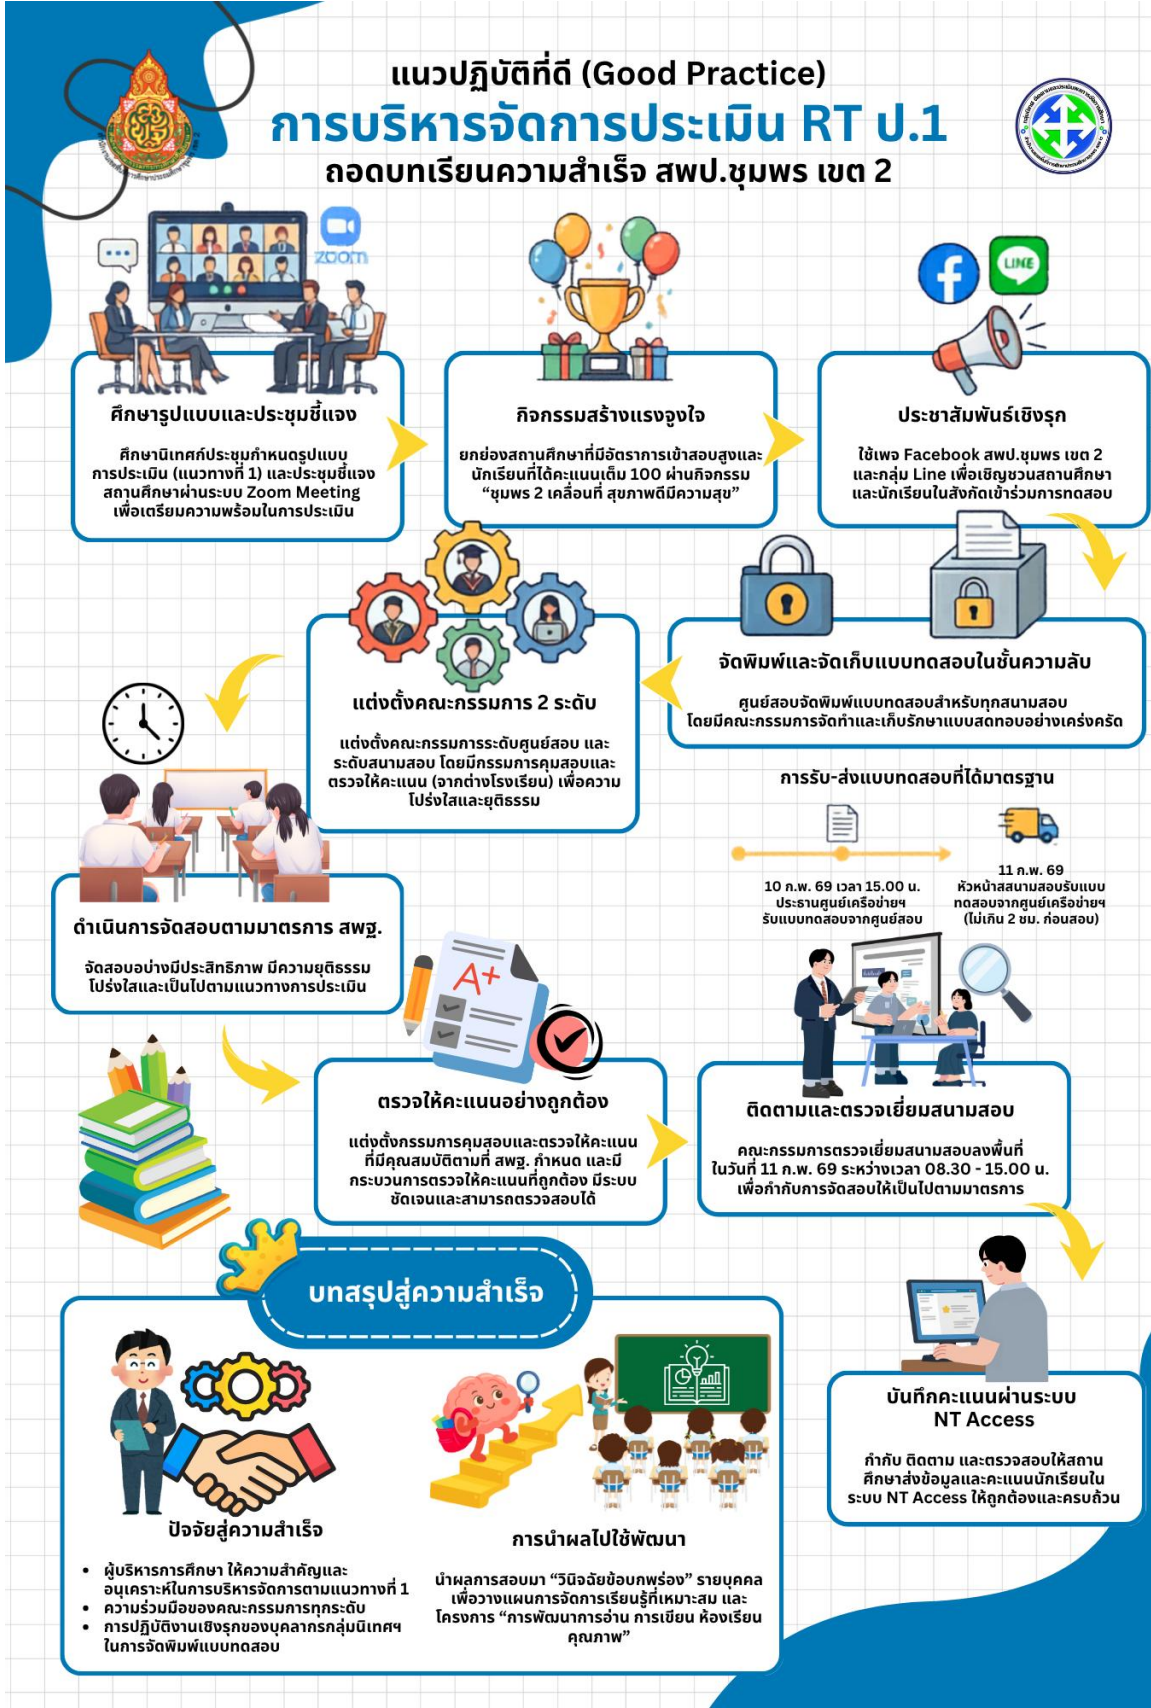 แนวปฏิบัติที่ดี (Good Practice)
การบริหารจัดการประเมิน RT ป.1
ถอดบทเรียนความสำเร็จ สพป.ชุมพร เขต 2
zoom
LINE
ศึกษารูปแบบและประชุมชี้แจง
ศึกษานิเทศก์ประชุมกำหนดรูปแบบ
การประเมิน (แนวทางที่ 1) และประชุมชี้แจง
สถานศึกษาผ่านระบบ Zoom Meeting
เพื่อเตรียมความพร้อมในการประเมิน
กิจกรรมสร้างแรงจูงใจ
ยกย่องสถานศึกษาที่มีอัตราการเข้าสอบสูงและ
นักเรียนที่ได้คะแนนเต็ม 100 ผ่านกิจกรรม
“ชุมพร 2 เคลื่อนที่ สุขภาพดีมีความสุข”
ประชาสัมพันธ์เชิงรุก
ใช้เพจ Facebook สพป.ชุมพร เขต 2
และกลุ่ม Line เพื่อเชิญชวนสถานศึกษา
และนักเรียนในสังกัดเข้าร่วมการทดสอบ
จัดพิมพ์และจัดเก็บแบบทดสอบในชั้นความลับ
ศูนย์สอบจัดพิมพ์แบบทดสอบสำหรับทุกสนามสอบ
โดยมีคณะกรรมการจัดทำและเก็บรักษาแบบสดทอบอย่างเคร่งครัด
แต่งตั้งคณะกรรมการ 2 ระดับ
แต่งตั้งคณะกรรมการระดับศูนย์สอบ และ
ระดับสนามสอบ โดยมีกรรมการคุมสอบและ
ตรวจให้คะแนน (จากต่างโรงเรียน) เพื่อความ
โปร่งใสและยุติธรรม
การรับ-ส่งแบบทดสอบที่ได้มาตรฐาน
10 ก.พ. 69 เวลา 15.00 น.
ประธานศูนย์เครือข่ายฯ
รับแบบทดสอบจากศูนย์สอบ
11 ก.พ. 69
หัวหน้าสสนามสอบรับแบบ
ทดสอบจากศูนย์เครือข่ายฯ
(ไม่เกิน 2 ชม. ก่อนสอบ)
ดำเนินการจัดสอบตามมาตรการ สพฐ.
จัดสอบอบ่างมีประสิทธิภาพ มีความยุติธรรม
โปร่งใสและเป็นไปตามแนวทางการประเมิน
A+
ตรวจให้คะแนนอย่างถูกต้อง
แต่งตั้งกรรมการคุมสอบและตรวจให้คะแนน
ที่มีคุณสมบัติตามที่ สพฐ. กำหนด และมี
กระบวนการตรวจให้คะแนนที่ถูกต้อง มีระบบ
ชัดเจนและสามารถตรวจสอบได้
ติดตามและตรวจเยี่ยมสนามสอบ
คณะกรรมการตรวจเยี่ยมสนามสอบลงพื้นที่
ในวันที่ 11 ก.พ. 69 ระหว่างเวลา 08.30 - 15.00 น.
เพื่อกำกับการจัดสอบให้เป็นไปตามมาตรการ
บันทึกคะแนนผ่านระบบ
NT Access
กำกับ ติดตาม และตรวจสอบให้สถาน
ศึกษาส่งข้อมูลและคะแนนนักเรียนใน
ระบบ NT Access ให้ถูกต้องและครบถ้วน
บทสรุปสู่ความสำเร็จ
ปัจจัยสู่ความสำเร็จ
• ผู้บริหารการศึกษา ให้ความสำคัญและ
อนุเคราะห์ในการบริหารจัดการตามแนวทางที่ 1
• ความร่วมมือของคณะกรรมการทุกระดับ
• การปฏิบัติงานเชิงรุกของบุคลากรกลุ่มนิเทศฯ
ในการจัดพิมพ์แบบทดสอบ
การนำผลไปใช้พัฒนา
นำผลการสอบมา “วินิจฉัยข้อบกพร่อง” รายบุคคล
เพื่อวางแผนการจัดการเรียนรู้ที่เหมาะสม และ
โครงการ “การพัฒนาการอ่าน การเขียน ห้องเรียน
คุณภาพ”